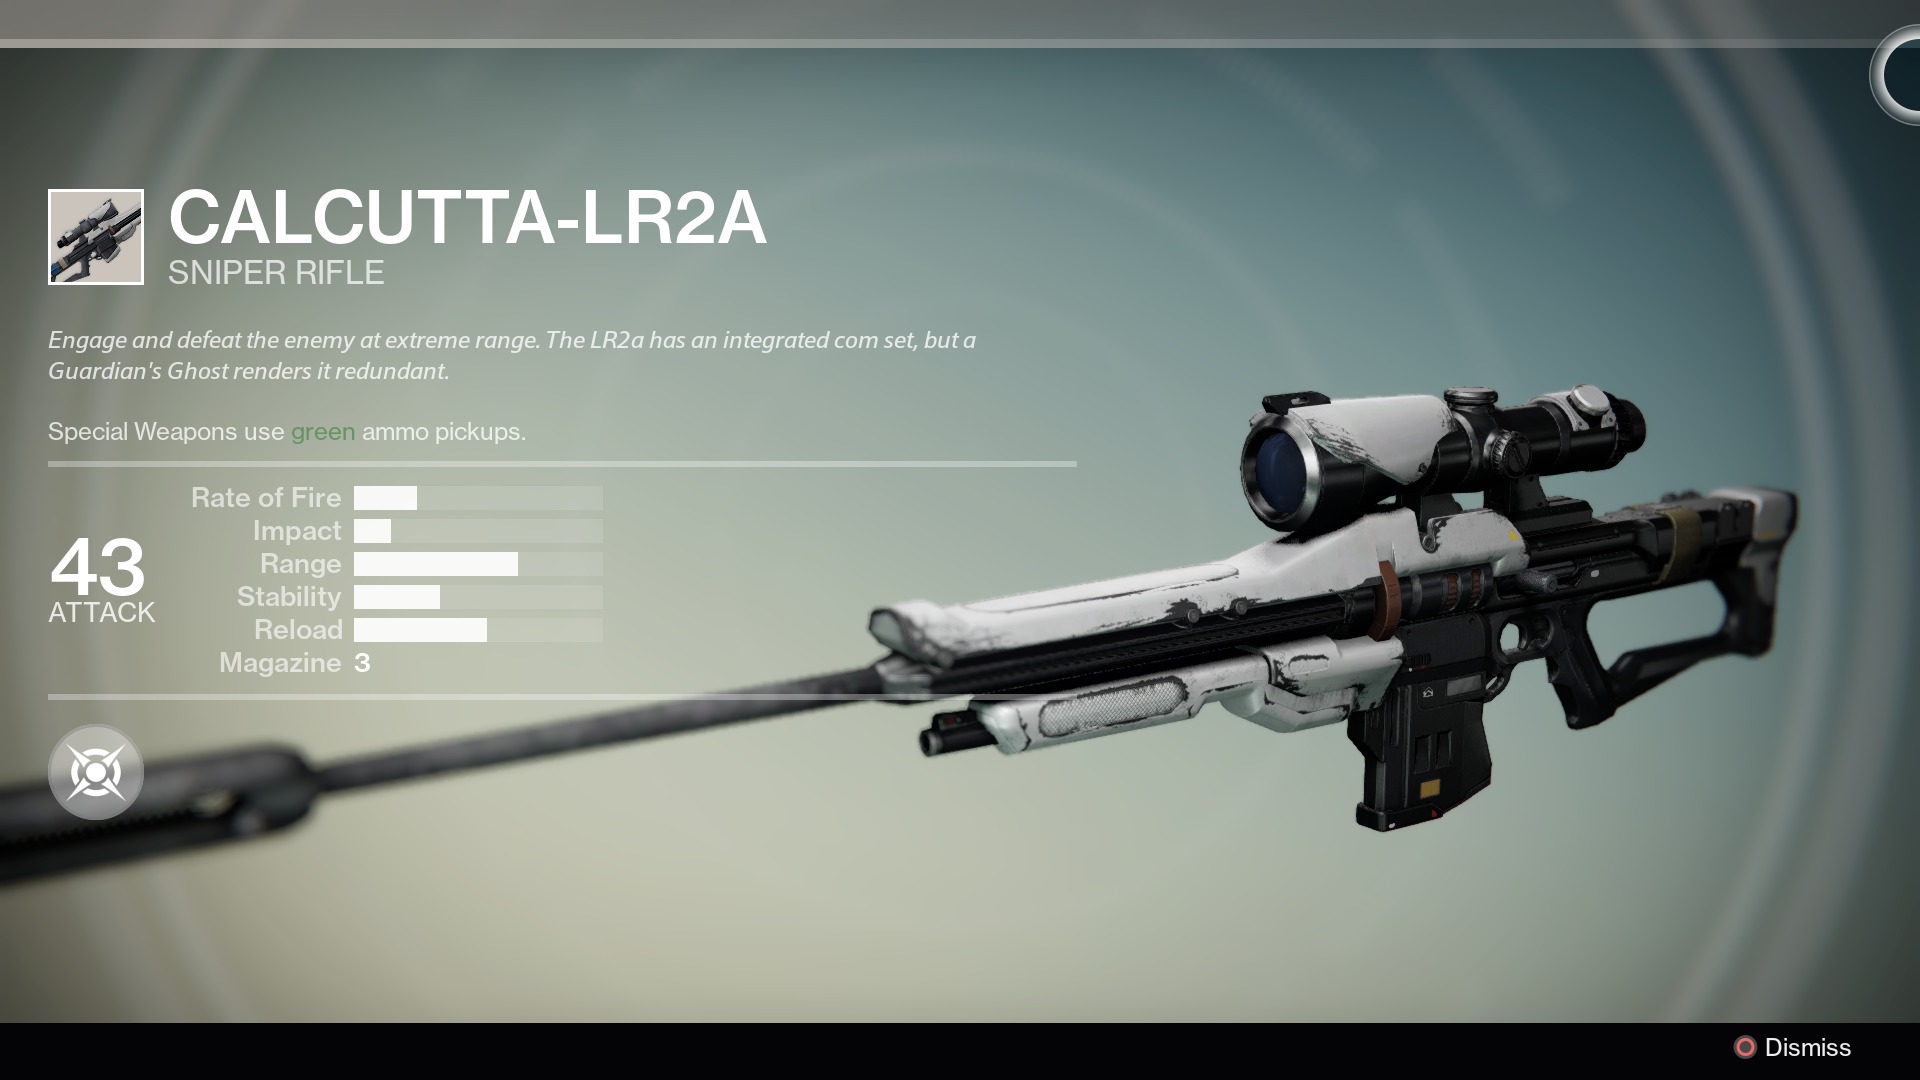 CALCUTTA-LR2A
SNIPER RIFLE
Engage and defeat the enemy at extreme range. The LR2a has an integrated com set, but a
Guardian's Ghost renders it redundant.
Special Weapons use green ammo pickups.
43
ATTACK
Rate of Fire
Impact
Range
Stability
Reload
Magazine 3
Dismiss